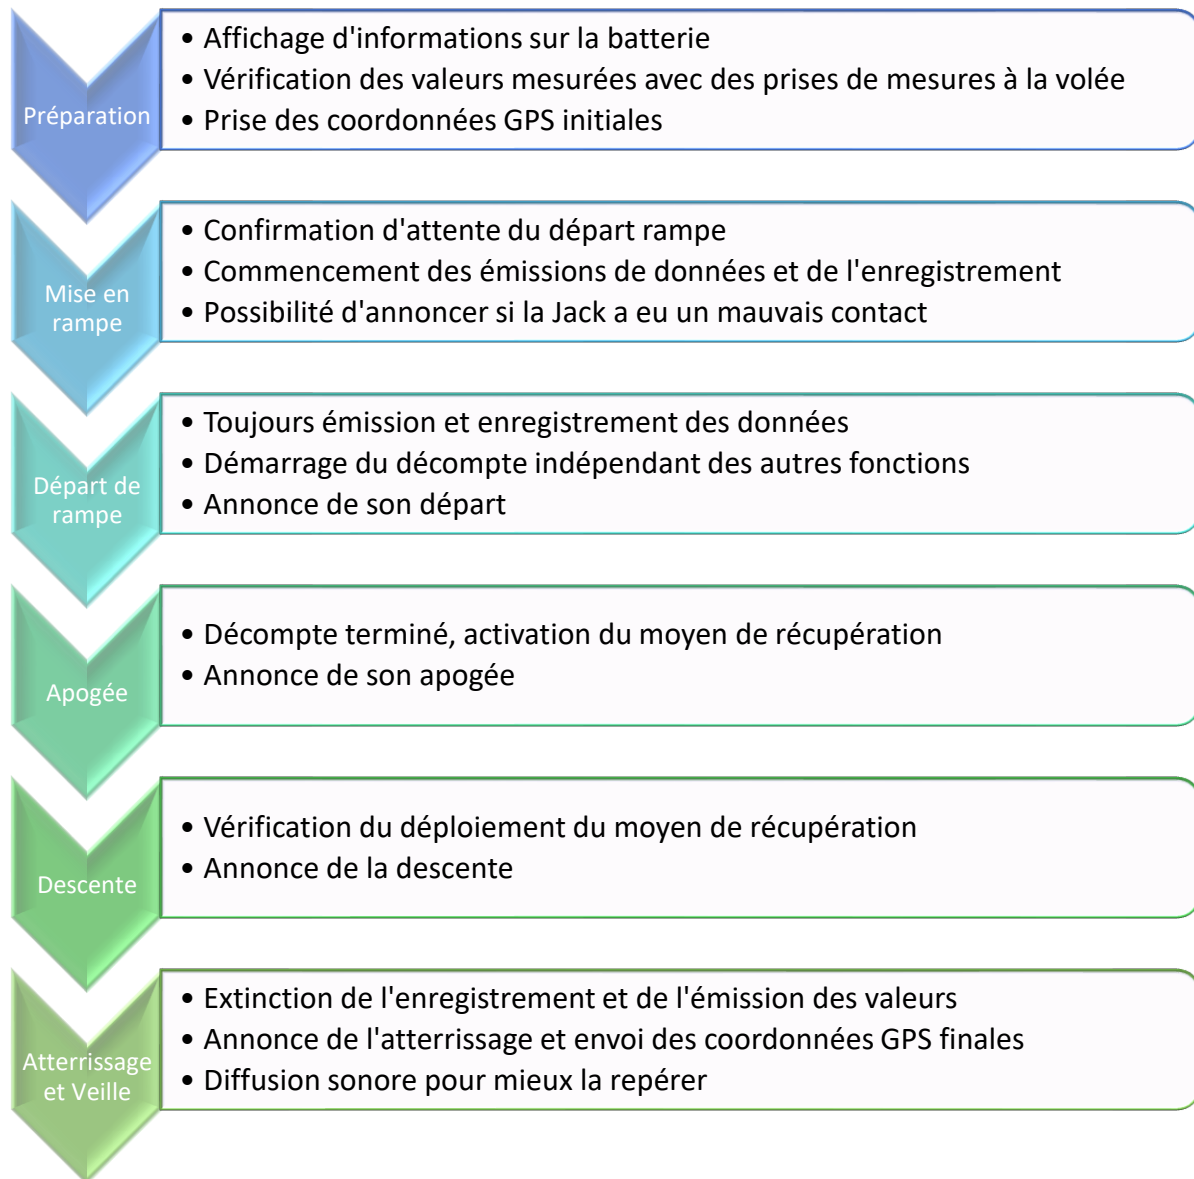 Préparation
• Affichage d'informations sur la batterie
• Vérification des valeurs mesurées avec des prises de mesures à la volée
• Prise des coordonnées GPS initiales
Mise en
rampe
• Confirmation d'attente du départ rampe
• Commencement des émissions de données et de l'enregistrement
• Possibilité d'annoncer si la Jack a eu un mauvais contact
Départ de
rampe
• Toujours émission et enregistrement des données
• Démarrage du décompte indépendant des autres fonctions
• Annonce de son départ
Apogée
• Décompte terminé, activation du moyen de récupération
• Annonce de son apogée
Descente
• Vérification du déploiement du moyen de récupération
• Annonce de la descente
Atterrissage
et Veille
• Extinction de l'enregistrement et de l'émission des valeurs
• Annonce de l'atterrissage et envoi des coordonnées GPS finales
• Diffusion sonore pour mieux la repérer